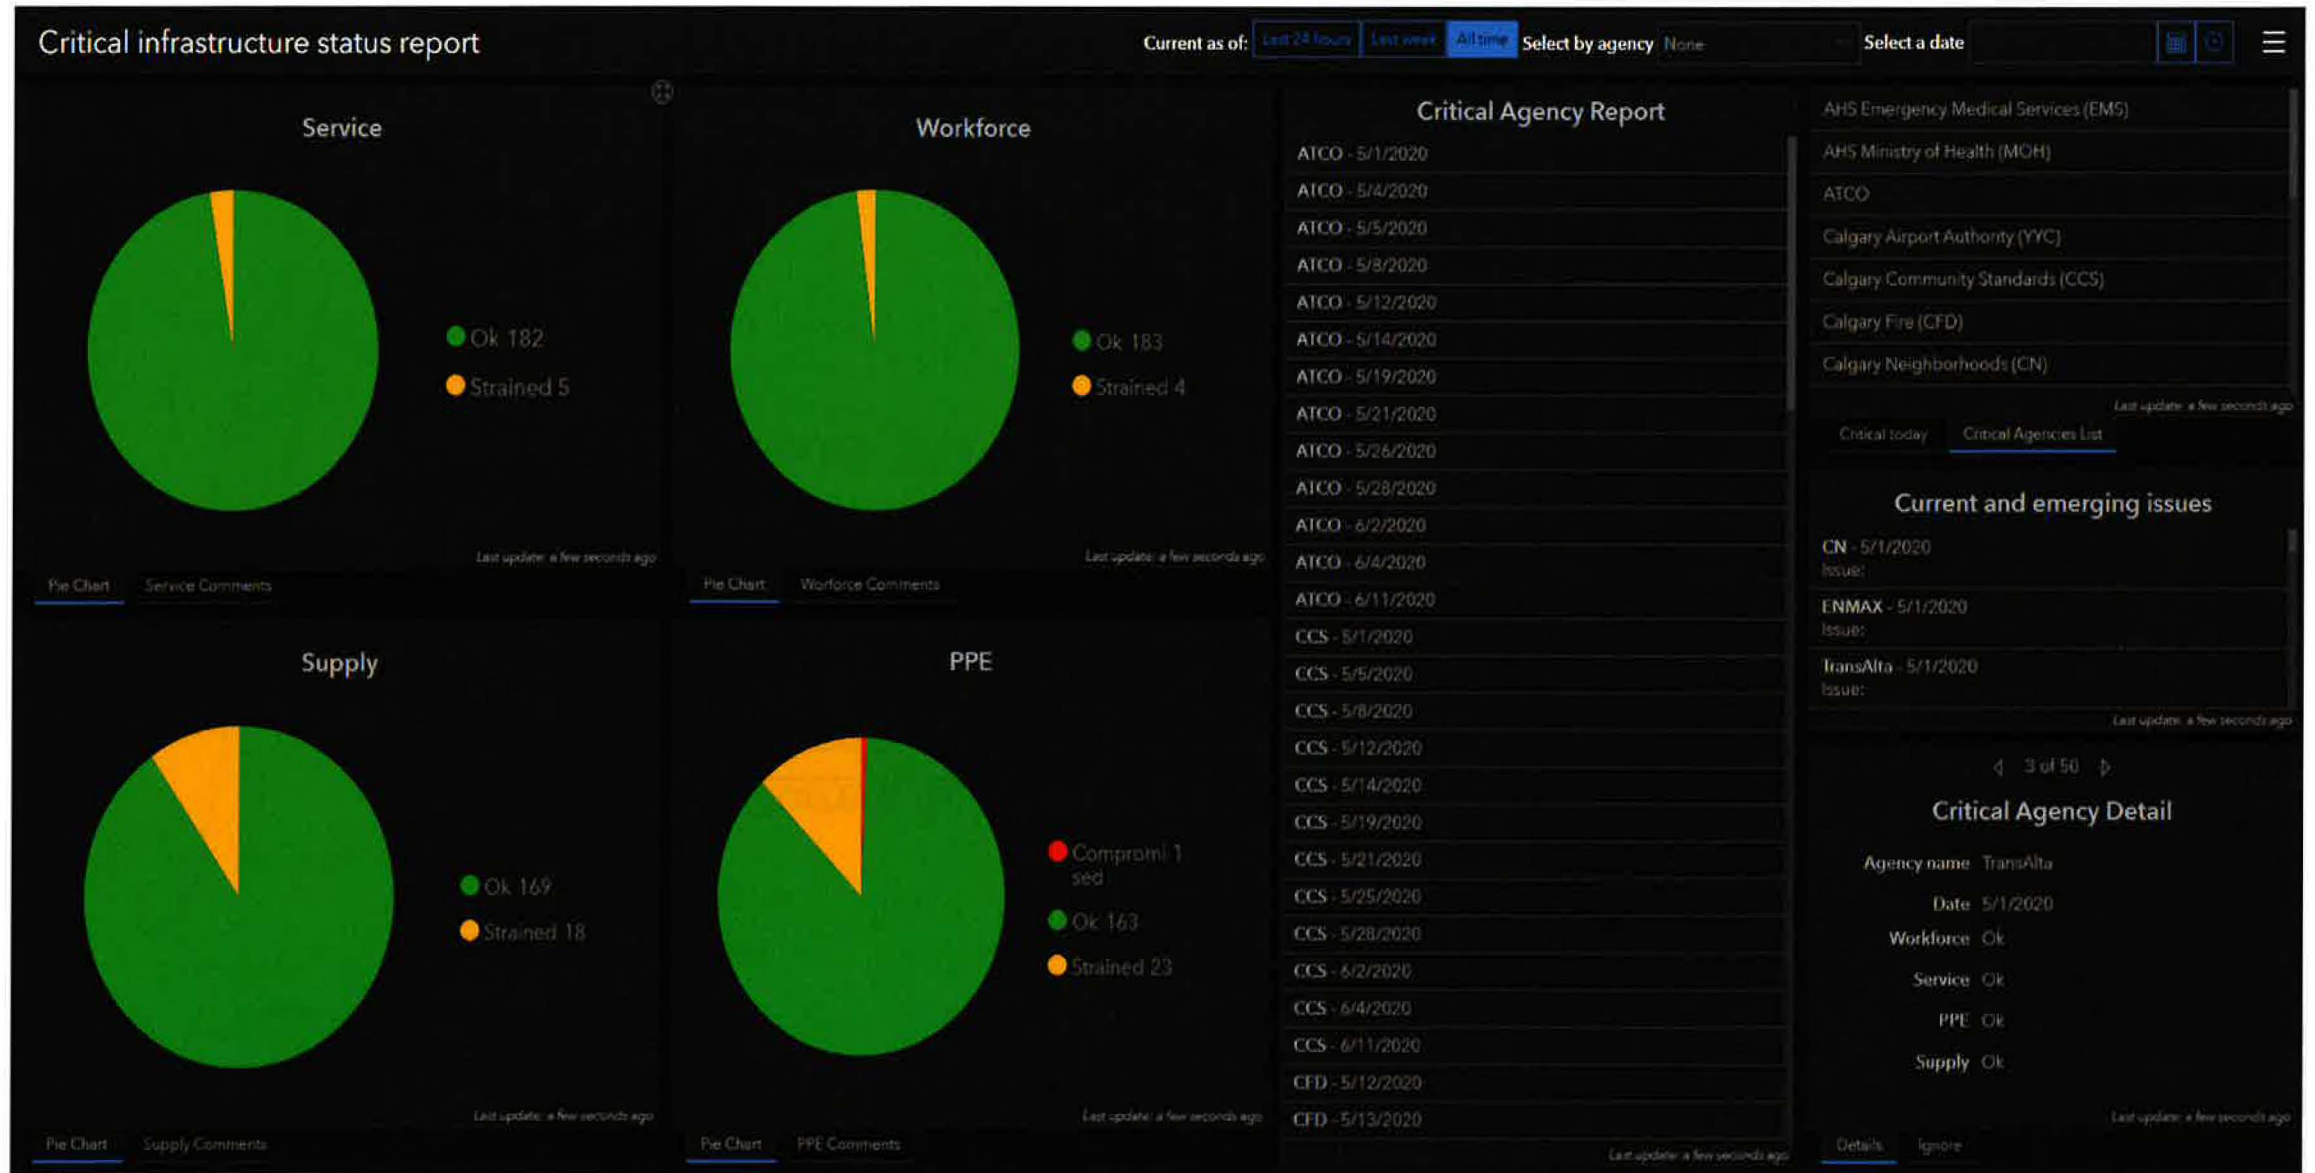 Critical infrastructure status report
Current as of: Last 24 hours Last week All time Select by agency None Select a date
Service
Ok 182
Strained 5
Last update: a few seconds ago
Pie Chart Service Comments
Workforce
Ok 183
Strained 4
Last update: a few seconds ago
Pie Chart Worforce Comments
Supply
Ok 169
Strained 18
Last update: a few seconds ago
Pie Chart Supply Comments
PPE
Compromi 1
sed
Ok 163
Strained 23
Last update: a few seconds ago
Pie Chart PPE Comments
Critical Agency Report
ATCO - 5/1/2020
ATCO - 5/4/2020
ATCO - 5/5/2020
ATCO - 5/8/2020
ATCO - 5/12/2020
ATCO - 5/14/2020
ATCO - 5/19/2020
ATCO - 5/21/2020
ATCO - 5/26/2020
ATCO - 5/28/2020
ATCO - 6/2/2020
ATCO - 6/4/2020
ATCO - 6/11/2020
CCS - 5/1/2020
CCS - 5/5/2020
CCS - 5/8/2020
CCS - 5/12/2020
CCS - 5/14/2020
CCS - 5/19/2020
CCS - 5/21/2020
CCS - 5/25/2020
CCS - 5/28/2020
CCS - 6/2/2020
CCS - 6/4/2020
CCS - 6/11/2020
CFD - 5/12/2020
CFD - 5/13/2020
Last update: a few seconds ago
AHS Emergency Medical Services (EMS)
AHS Ministry of Health (MOH)
ATCO
Calgary Airport Authority (YYC)
Calgary Community Standards (CCS)
Calgary Fire (CFD)
Calgary Neighborhoods (CN)
Last update: a few seconds ago
Critical today Critical Agencies List
Current and emerging issues
CN - 5/1/2020
Issue:
ENMAX - 5/1/2020
Issue:
TransAlta - 5/1/2020
Issue:
Last update: a few seconds ago
3 of 50
Critical Agency Detail
Agency name TransAlta
Date 5/1/2020
Workforce Ok
Service Ok
PPE Ok
Supply Ok
Last update: a few seconds ago
Details Ignore